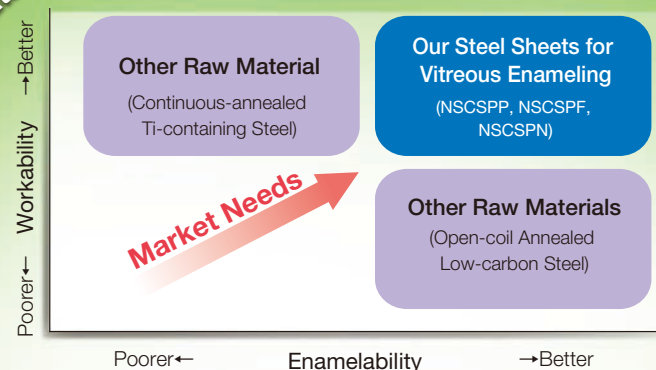 Other Raw Material
(Continuous-annealed
Ti-containing Steel)
Our Steel Sheets for
Vitreous Enameling
(NSCSPP, NSCSPF,
NSCSPN)
Market Needs
Other Raw Materials
(Open-coil Annealed
Low-carbon Steel)
Poorer← Workability →Better
Poorer← Enamelability →Better